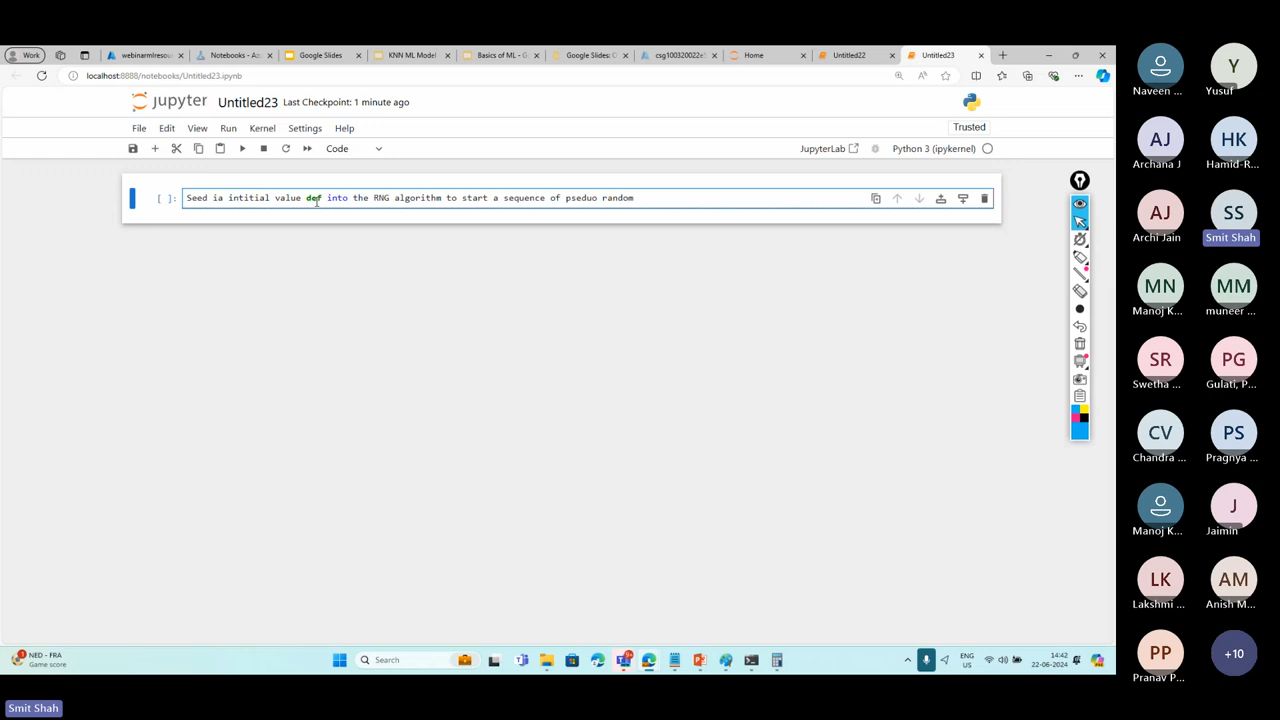 Work
webinarmlresou
Notebooks - Az
Google Slides
KNN ML Model
Basics of ML - G
Google Slides: O
csg100320022e
Home
Untitled22
Untitled23
localhost:8888/notebooks/Untitled23.ipynb
jupyter Untitled23 Last Checkpoint: 1 minute ago
File Edit View Run Kernel Settings Help
Trusted
Code
JupyterLab
Python 3 (ipykernel)
[ ]: Seed ia intitial value def into the RNG algorithm to start a sequence of pseduo random
Naveen ...
Y
Yusuf
AJ
Archana J
HK
Hamid-R...
AJ
Archi Jain
SS
Smit Shah
MN
Manoj K...
MM
muneer ...
SR
Swetha ...
PG
Gulati, P...
CV
Chandra ...
PS
Pragnya ...
Manoj K...
J
Jaimin
LK
Lakshmi ...
AM
Anish M...
PP
Pranav P...
+10
NED - FRA
Game score
Search
ENG
US
14:42
22-06-2024
Smit Shah